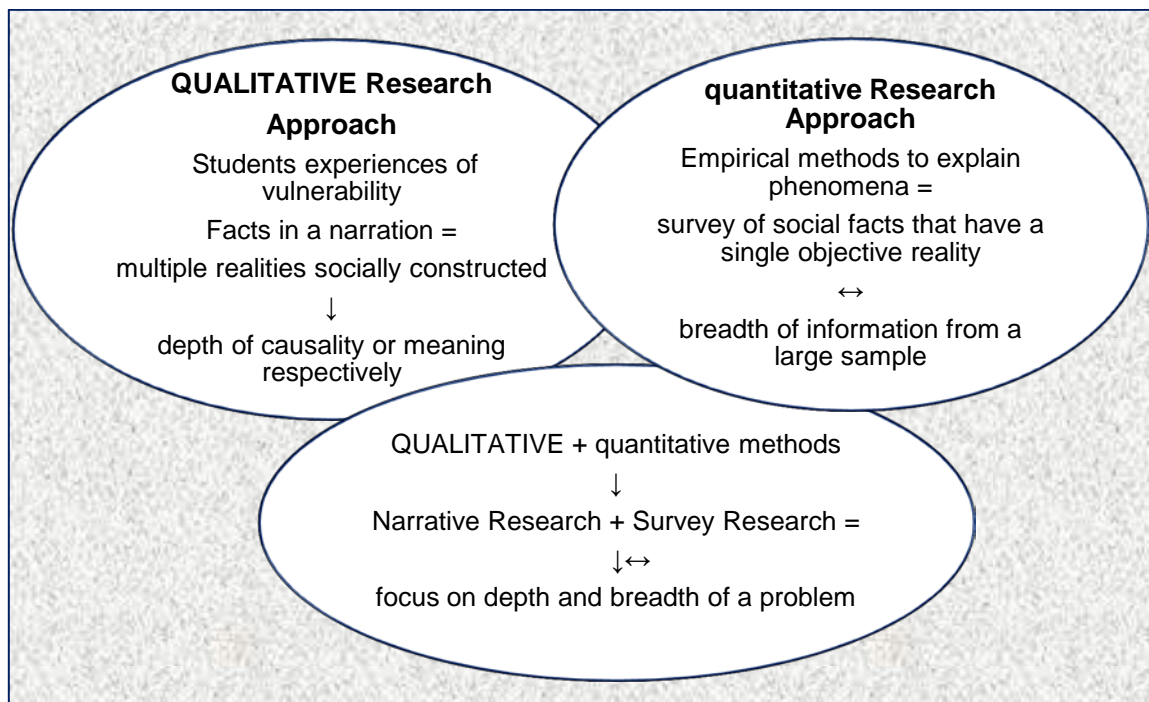 QUALITATIVE Research
Approach
Students experiences of
vulnerability
Facts in a narration =
multiple realities socially constructed
↓
depth of causality or meaning
respectively
quantitative Research
Approach
Empirical methods to explain
phenomena =
survey of social facts that have a
single objective reality
↔
breadth of information from a
large sample
QUALITATIVE + quantitative methods
↓
Narrative Research + Survey Research =
↓↔
focus on depth and breadth of a problem